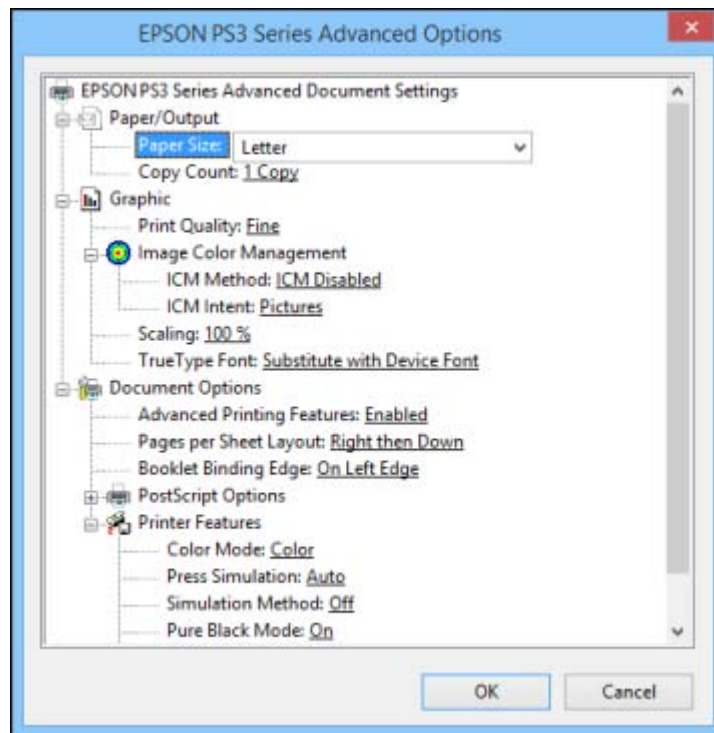 EPSON PS3 Series Advanced Options
EPSON PS3 Series Advanced Document Settings
Paper/Output
Paper Size: Letter
Copy Count: 1 Copy
Graphic
Print Quality: Fine
Image Color Management
ICM Method: ICM Disabled
ICM Intent: Pictures
Scaling: 100 %
TrueType Font: Substitute with Device Font
Document Options
Advanced Printing Features: Enabled
Pages per Sheet Layout: Right then Down
Booklet Binding Edge: On Left Edge
PostScript Options
Printer Features
Color Mode: Color
Press Simulation: Auto
Simulation Method: Off
Pure Black Mode: On
OK Cancel